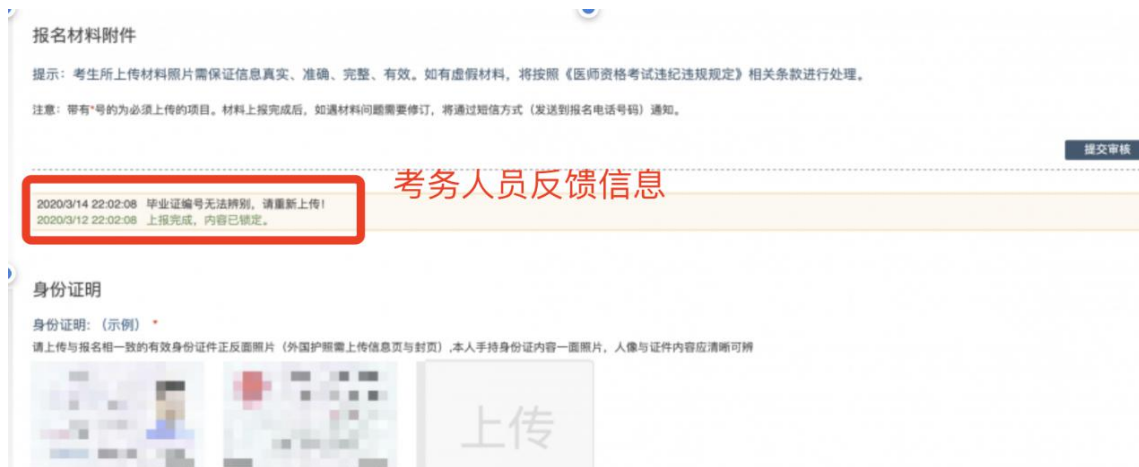 报名材料附件
提示：考生所上传材料照片需保证信息真实、准确、完整、有效。如有虚假材料，将按照《医师资格考试违纪违规规定》相关条款进行处理。
注意：带有*号的为必须上传的项目。材料上报完成后，如遇材料问题需要修订，将通过短信方式（发送到报名电话号码）通知。
提交审核
考务人员反馈信息
2020/3/14 22:02:08 毕业证编号无法辨别，请重新上传！
2020/3/12 22:02:08 上报完成，内容已锁定。
身份证明
身份证明：（示例） *
请上传与报名相一致的有效身份证件正反面照片（外国护照需上传信息页与封页）,本人手持身份证内容一面照片，人像与证件内容应清晰可辨
上传